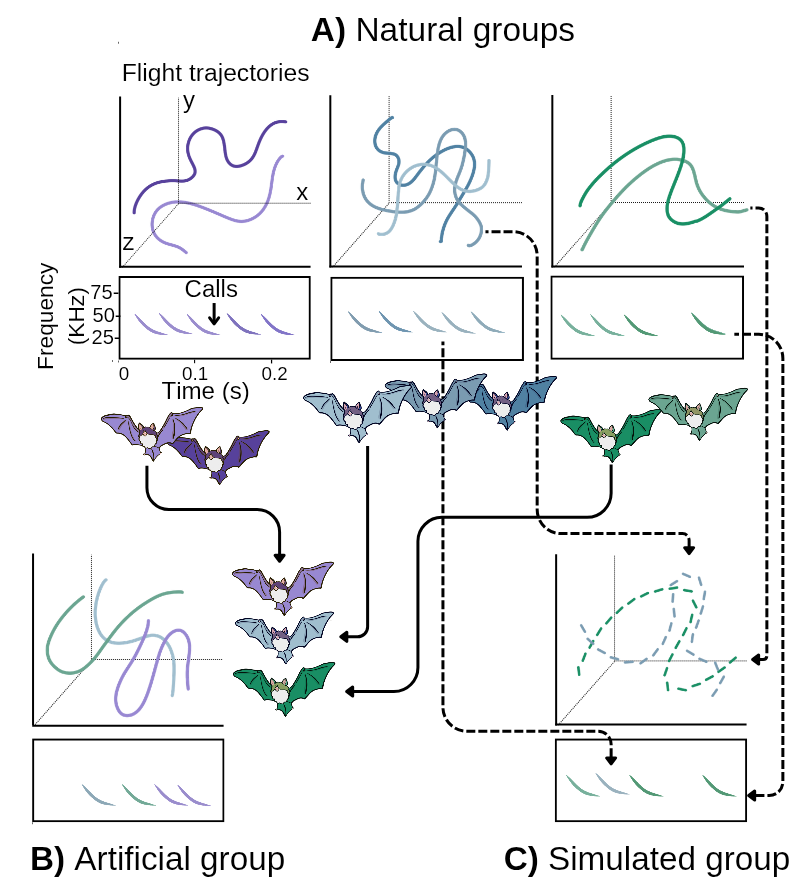 A) Natural groups
Flight trajectories
y
x
z
Frequency
(KHz)
75
50
25
Calls
0 0.1 0.2
Time (s)
B) Artificial group
C) Simulated group